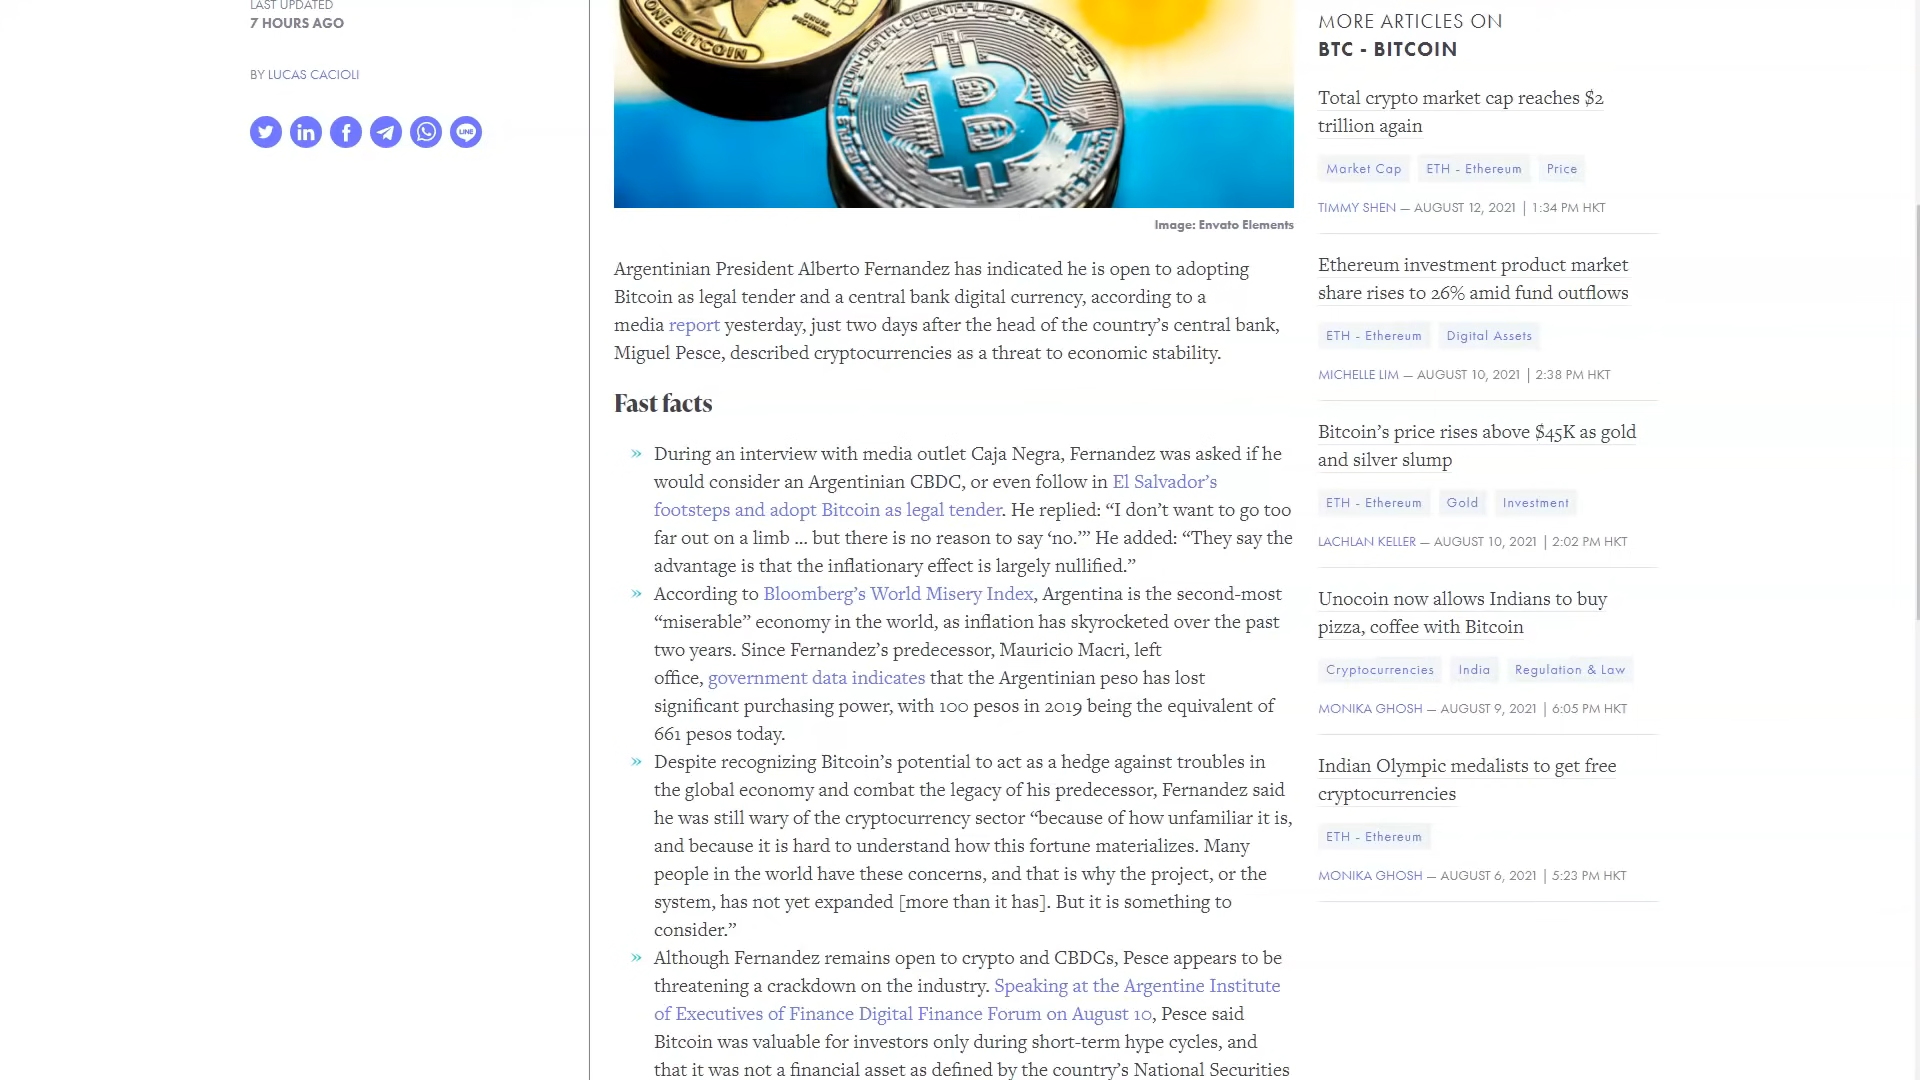 LAST UPDATED
7 HOURS AGO
BY LUCAS CACIOLI
ONE BITCOIN
LINE
Image: Envato Elements
Argentinian President Alberto Fernandez has indicated he is open to adopting
Bitcoin as legal tender and a central bank digital currency, according to a
media report yesterday, just two days after the head of the country’s central bank,
Miguel Pesce, described cryptocurrencies as a threat to economic stability.
Fast facts
» During an interview with media outlet Caja Negra, Fernandez was asked if he
would consider an Argentinian CBDC, or even follow in El Salvador’s
footsteps and adopt Bitcoin as legal tender. He replied: “I don’t want to go too
far out on a limb ... but there is no reason to say ‘no.’” He added: “They say the
advantage is that the inflationary effect is largely nullified.”
» According to Bloomberg’s World Misery Index, Argentina is the second-most
“miserable” economy in the world, as inflation has skyrocketed over the past
two years. Since Fernandez’s predecessor, Mauricio Macri, left
office, government data indicates that the Argentinian peso has lost
significant purchasing power, with 100 pesos in 2019 being the equivalent of
661 pesos today.
» Despite recognizing Bitcoin’s potential to act as a hedge against troubles in
the global economy and combat the legacy of his predecessor, Fernandez said
he was still wary of the cryptocurrency sector “because of how unfamiliar it is,
and because it is hard to understand how this fortune materializes. Many
people in the world have these concerns, and that is why the project, or the
system, has not yet expanded [more than it has]. But it is something to
consider.”
» Although Fernandez remains open to crypto and CBDCs, Pesce appears to be
threatening a crackdown on the industry. Speaking at the Argentine Institute
of Executives of Finance Digital Finance Forum on August 10, Pesce said
Bitcoin was valuable for investors only during short-term hype cycles, and
that it was not a financial asset as defined by the country’s National Securities
MORE ARTICLES ON
BTC - BITCOIN
Total crypto market cap reaches $2
trillion again
Market Cap ETH - Ethereum Price
TIMMY SHEN — AUGUST 12, 2021 | 1:34 PM HKT
Ethereum investment product market
share rises to 26% amid fund outflows
ETH - Ethereum Digital Assets
MICHELLE LIM — AUGUST 10, 2021 | 2:38 PM HKT
Bitcoin’s price rises above $45K as gold
and silver slump
ETH - Ethereum Gold Investment
LACHLAN KELLER — AUGUST 10, 2021 | 2:02 PM HKT
Unocoin now allows Indians to buy
pizza, coffee with Bitcoin
Cryptocurrencies India Regulation & Law
MONIKA GHOSH — AUGUST 9, 2021 | 6:05 PM HKT
Indian Olympic medalists to get free
cryptocurrencies
ETH - Ethereum
MONIKA GHOSH — AUGUST 6, 2021 | 5:23 PM HKT